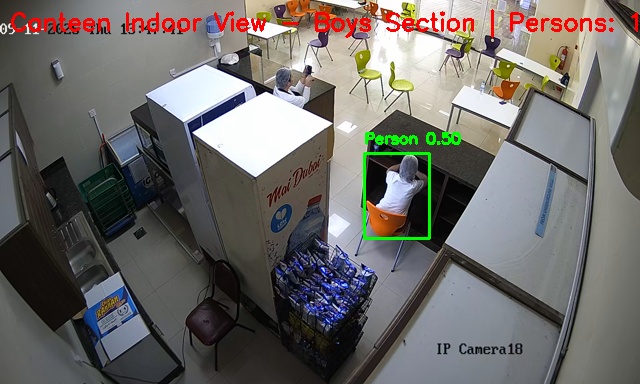 Canteen Indoor View - Boys Section | Persons: 1
Person 0.50
Mai Dubai
IP Camera18